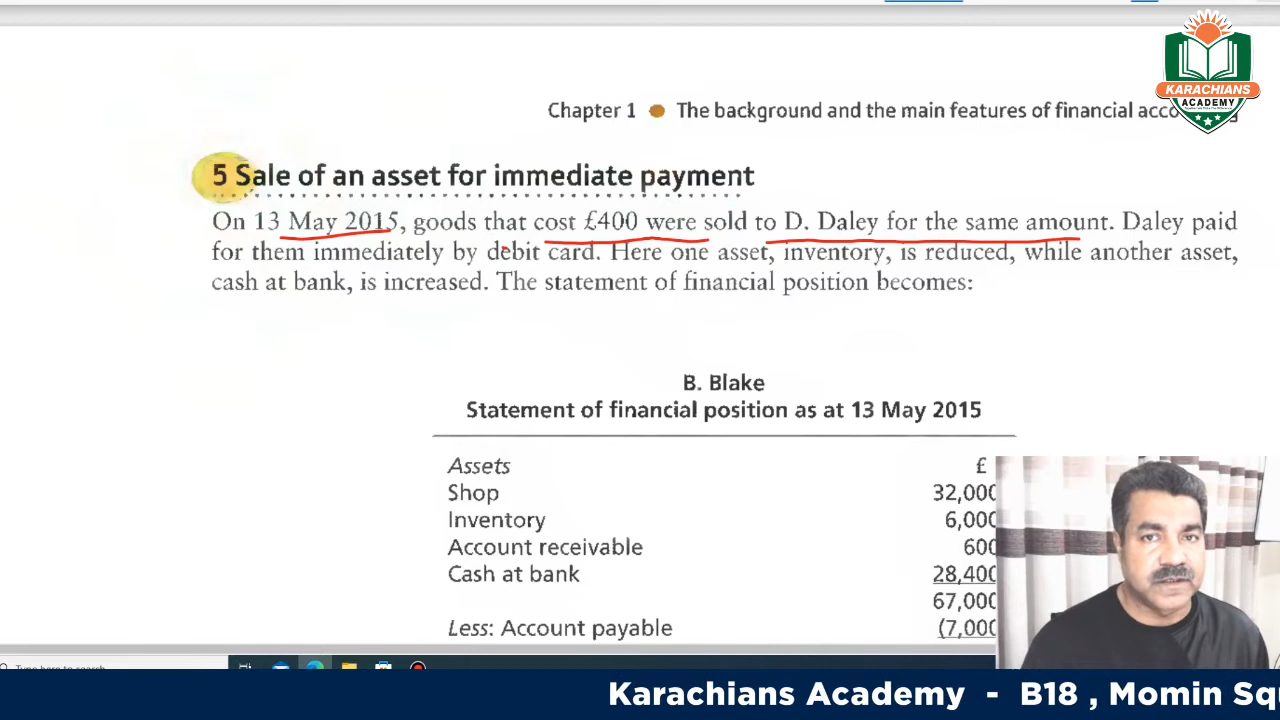 KARACHIANS
ACADEMY
Chapter 1 ● The background and the main features of financial
5 Sale of an asset for immediate payment
On 13 May 2015, goods that cost £400 were sold to D. Daley for the same amount. Daley paid
for them immediately by debit card. Here one asset, inventory, is reduced, while another asset,
cash at bank, is increased. The statement of financial position becomes:
B. Blake
Statement of financial position as at 13 May 2015
Assets £
Shop 32,000
Inventory 6,000
Account receivable 600
Cash at bank 28,400
67,000
Less: Account payable (7,000
Type here to search
Karachians Academy - B18 , Momin Squ